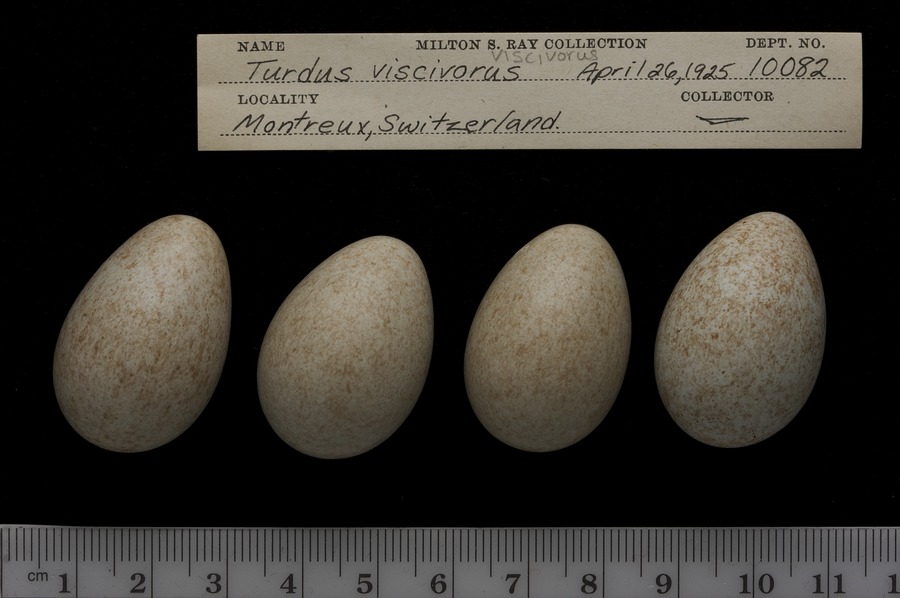 NAME MILTON S. RAY COLLECTION DEPT. NO.
viscivorus
Turdus viscivorus April 26, 1925 10082
LOCALITY COLLECTOR
Montreux, Switzerland.
cm 1 2 3 4 5 6 7 8 9 10 11 1